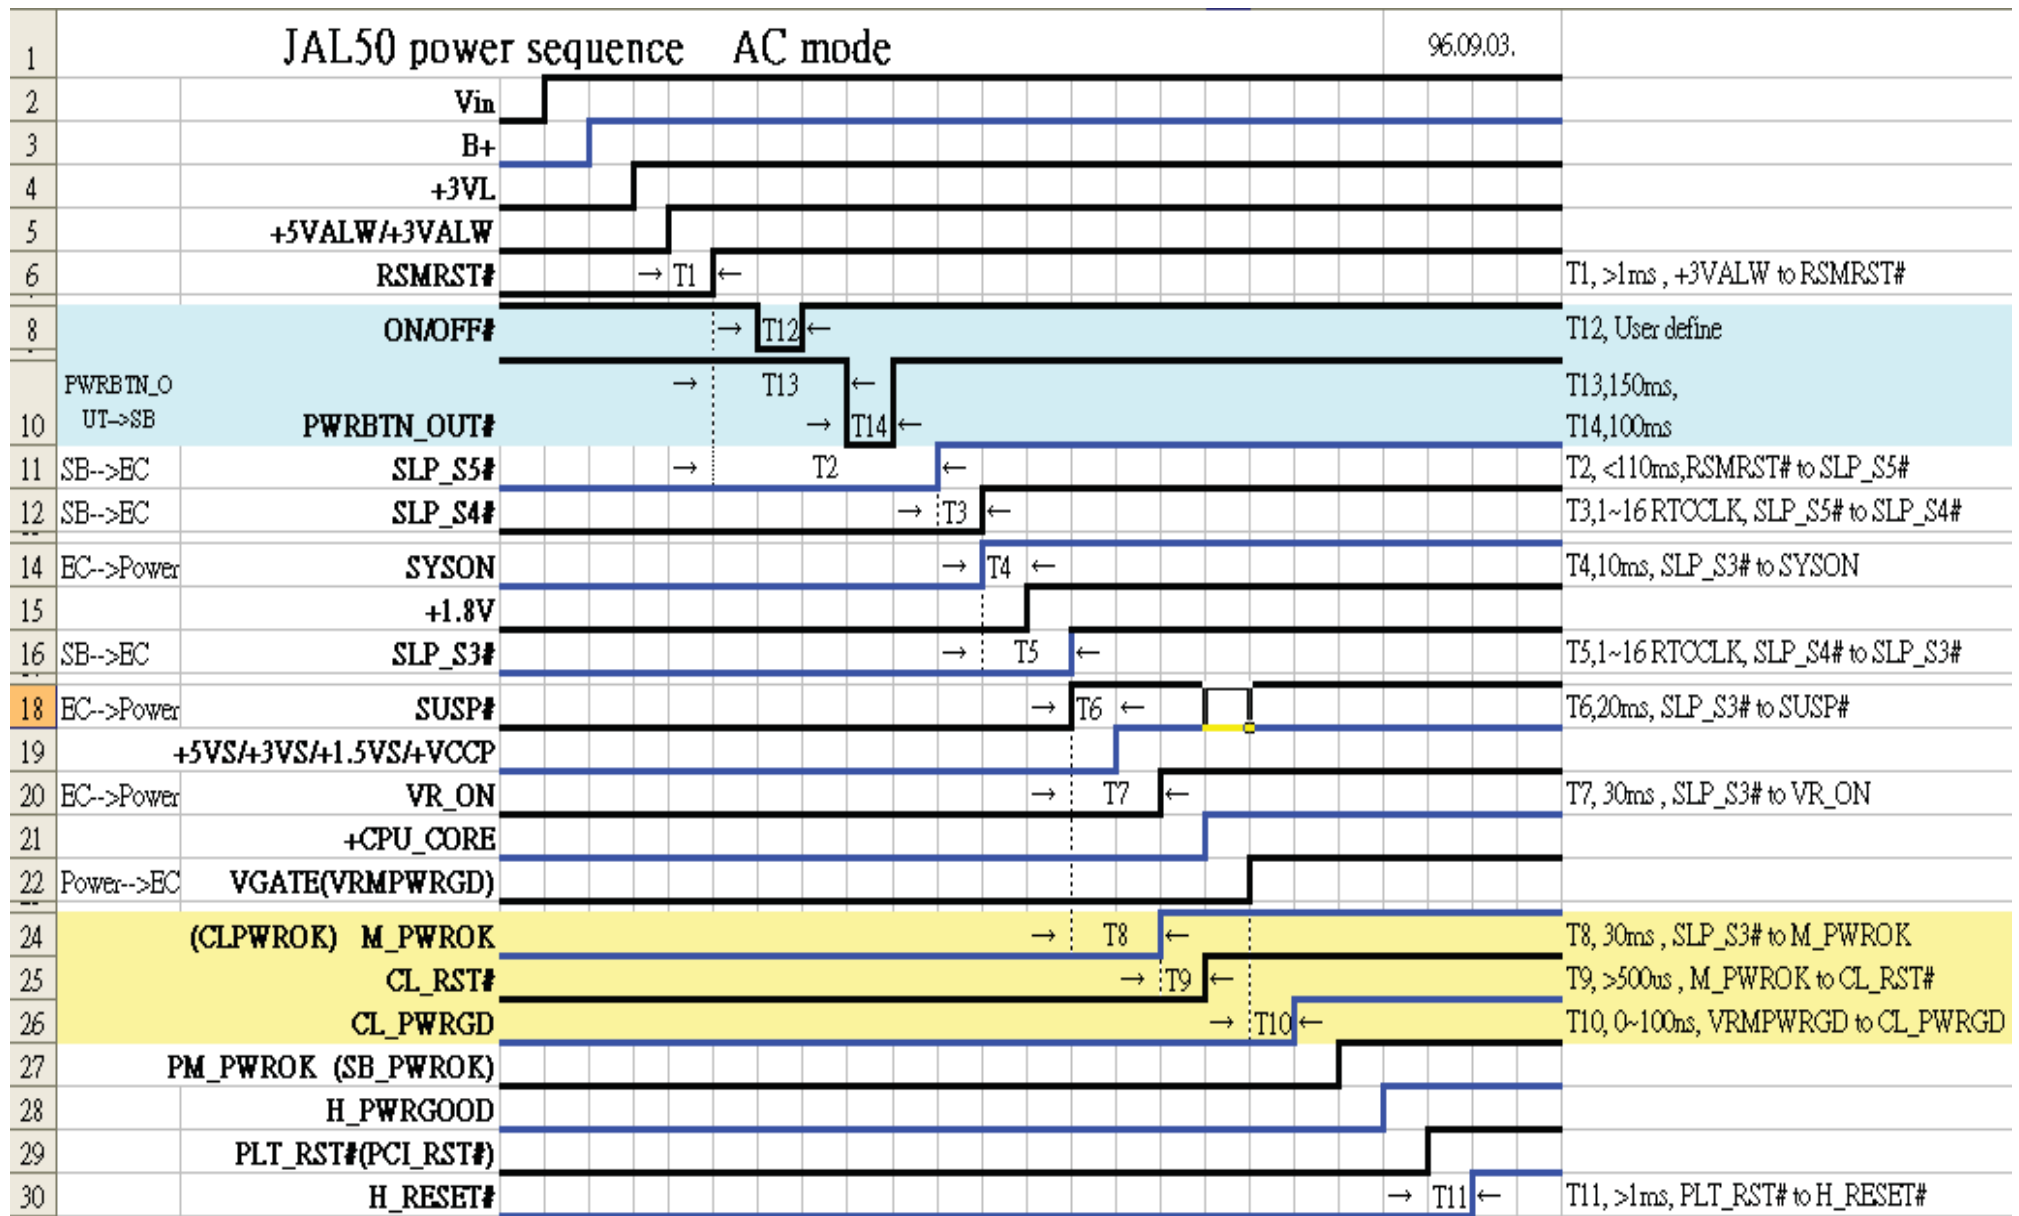 1 JAL50 power sequence AC mode 96.09.03.
2 Vin
3 B+
4 +3VL
5 +5VALW/+3VALW
6 RSMRST# → T1 ← T1, >1ms , +3VALW to RSMRST#
8 ON/OFF# → T12 ← T12, User define
PWRBTN_O → T13 ← T13,150ms,
UT-->SB
10 PWRBTN_OUT# → T14 ← T14,100ms
11 SB-->EC SLP_S5# → T2 ← T2, <110ms,RSMRST# to SLP_S5#
12 SB-->EC SLP_S4# → T3 ← T3,1~16 RTCCLK, SLP_S5# to SLP_S4#
14 EC-->Power SYSON → T4 ← T4,10ms, SLP_S3# to SYSON
15 +1.8V
16 SB-->EC SLP_S3# → T5 ← T5,1~16 RTCCLK, SLP_S4# to SLP_S3#
18 EC-->Power SUSP# → T6 ← T6,20ms, SLP_S3# to SUSP#
19 +5VS/+3VS/+1.5VS/+VCCP
20 EC-->Power VR_ON → T7 ← T7, 30ms , SLP_S3# to VR_ON
21 +CPU_CORE
22 Power-->EC VGATE(VRMPWRGD)
24 (CLPWROK) M_PWROK → T8 ← T8, 30ms , SLP_S3# to M_PWROK
25 CL_RST# → T9 ← T9, >500us , M_PWROK to CL_RST#
26 CL_PWRGD → T10 ← T10, 0~100ns, VRMPWRGD to CL_PWRGD
27 PM_PWROK (SB_PWROK)
28 H_PWRGOOD
29 PLT_RST#(PCI_RST#)
30 H_RESET# → T11 ← T11, >1ms, PLT_RST# to H_RESET#